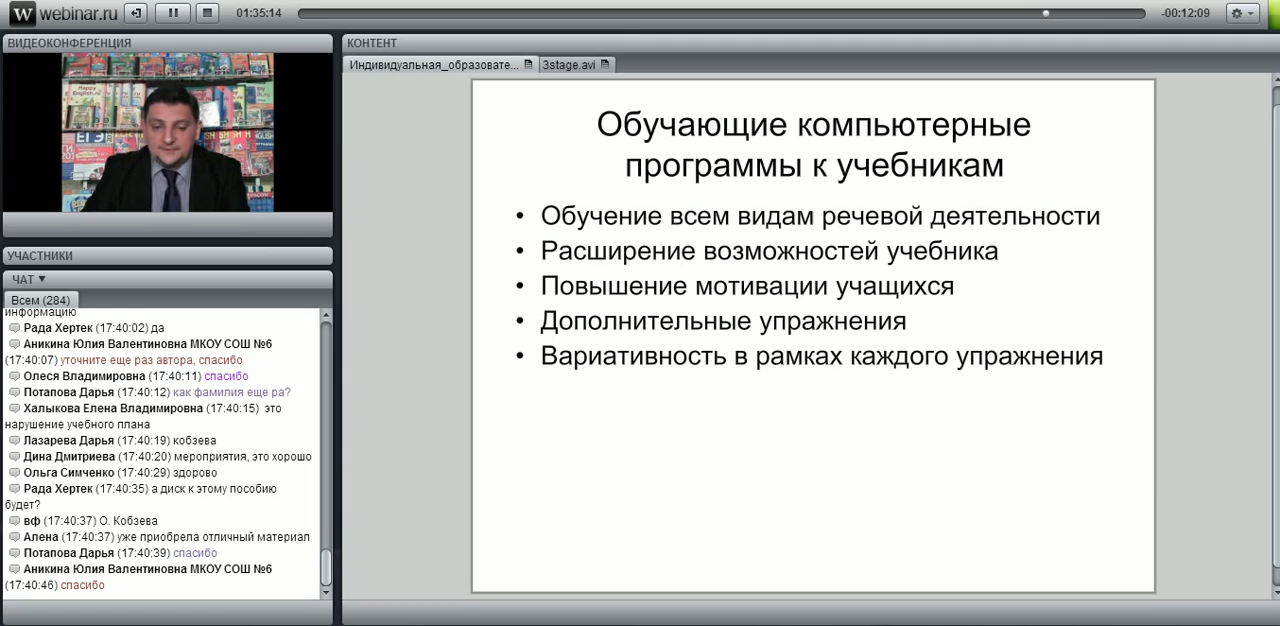 W webinar.ru
01:35:14
-00:12:09
ВИДЕОКОНФЕРЕНЦИЯ
Happy
English.ru
ЕГЭ
ENGLISH
УЧАСТНИКИ
ЧАТ
Всем (284)
информацию
Рада Хертек (17:40:02) да
Аникина Юлия Валентиновна МКОУ СОШ №6
(17:40:07) уточните еще раз автора, спасибо
Олеся Владимировна (17:40:11) спасибо
Потапова Дарья (17:40:12) как фамилия еще ра?
Халыкова Елена Владимировна (17:40:15) это
нарушение учебного плана
Лазарева Дарья (17:40:19) кобзева
Дина Дмитриева (17:40:20) мероприятия, это хорошо
Ольга Симченко (17:40:29) здорово
Рада Хертек (17:40:35) а диск к этому пособию
будет?
вф (17:40:37) О. Кобзева
Алена (17:40:37) уже приобрела отличный материал
Потапова Дарья (17:40:39) спасибо
Аникина Юлия Валентиновна МКОУ СОШ №6
(17:40:46) спасибо
КОНТЕНТ
Индивидуальная_образовате...
3stage.avi
Обучающие компьютерные
программы к учебникам
• Обучение всем видам речевой деятельности
• Расширение возможностей учебника
• Повышение мотивации учащихся
• Дополнительные упражнения
• Вариативность в рамках каждого упражнения